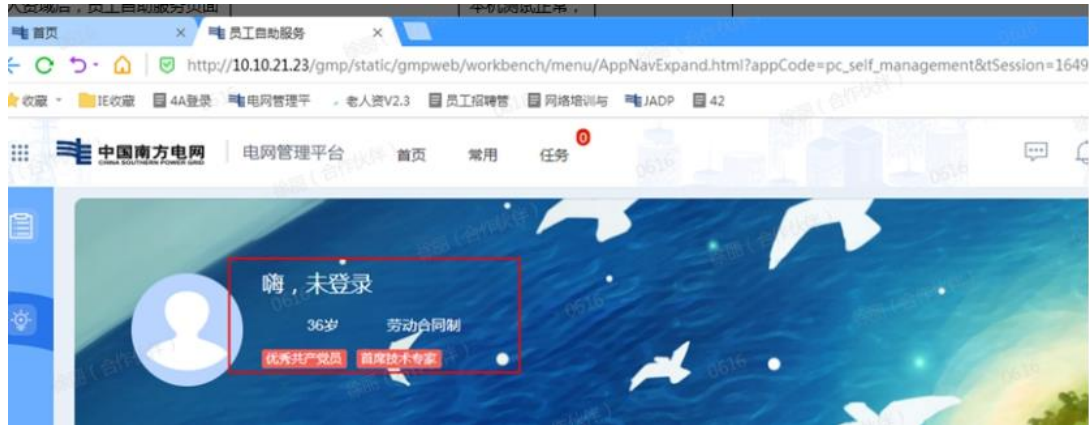 人资域后，员工自助服务页面 本机测试正常，
首页 × 员工自助服务 ×
http://10.10.21.23/gmp/static/gmpweb/workbench/menu/AppNavExpand.html?appCode=pc_self_management&tSession=1649
收藏 IE收藏 4A登录 电网管理平 老人资V2.3 员工招聘管 网络培训与 JADP 42
中国南方电网 CHINA SOUTHERN POWER GRID 电网管理平台 首页 常用 任务 0
嗨，未登录
36岁 劳动合同制
优秀共产党员 首席技术专家